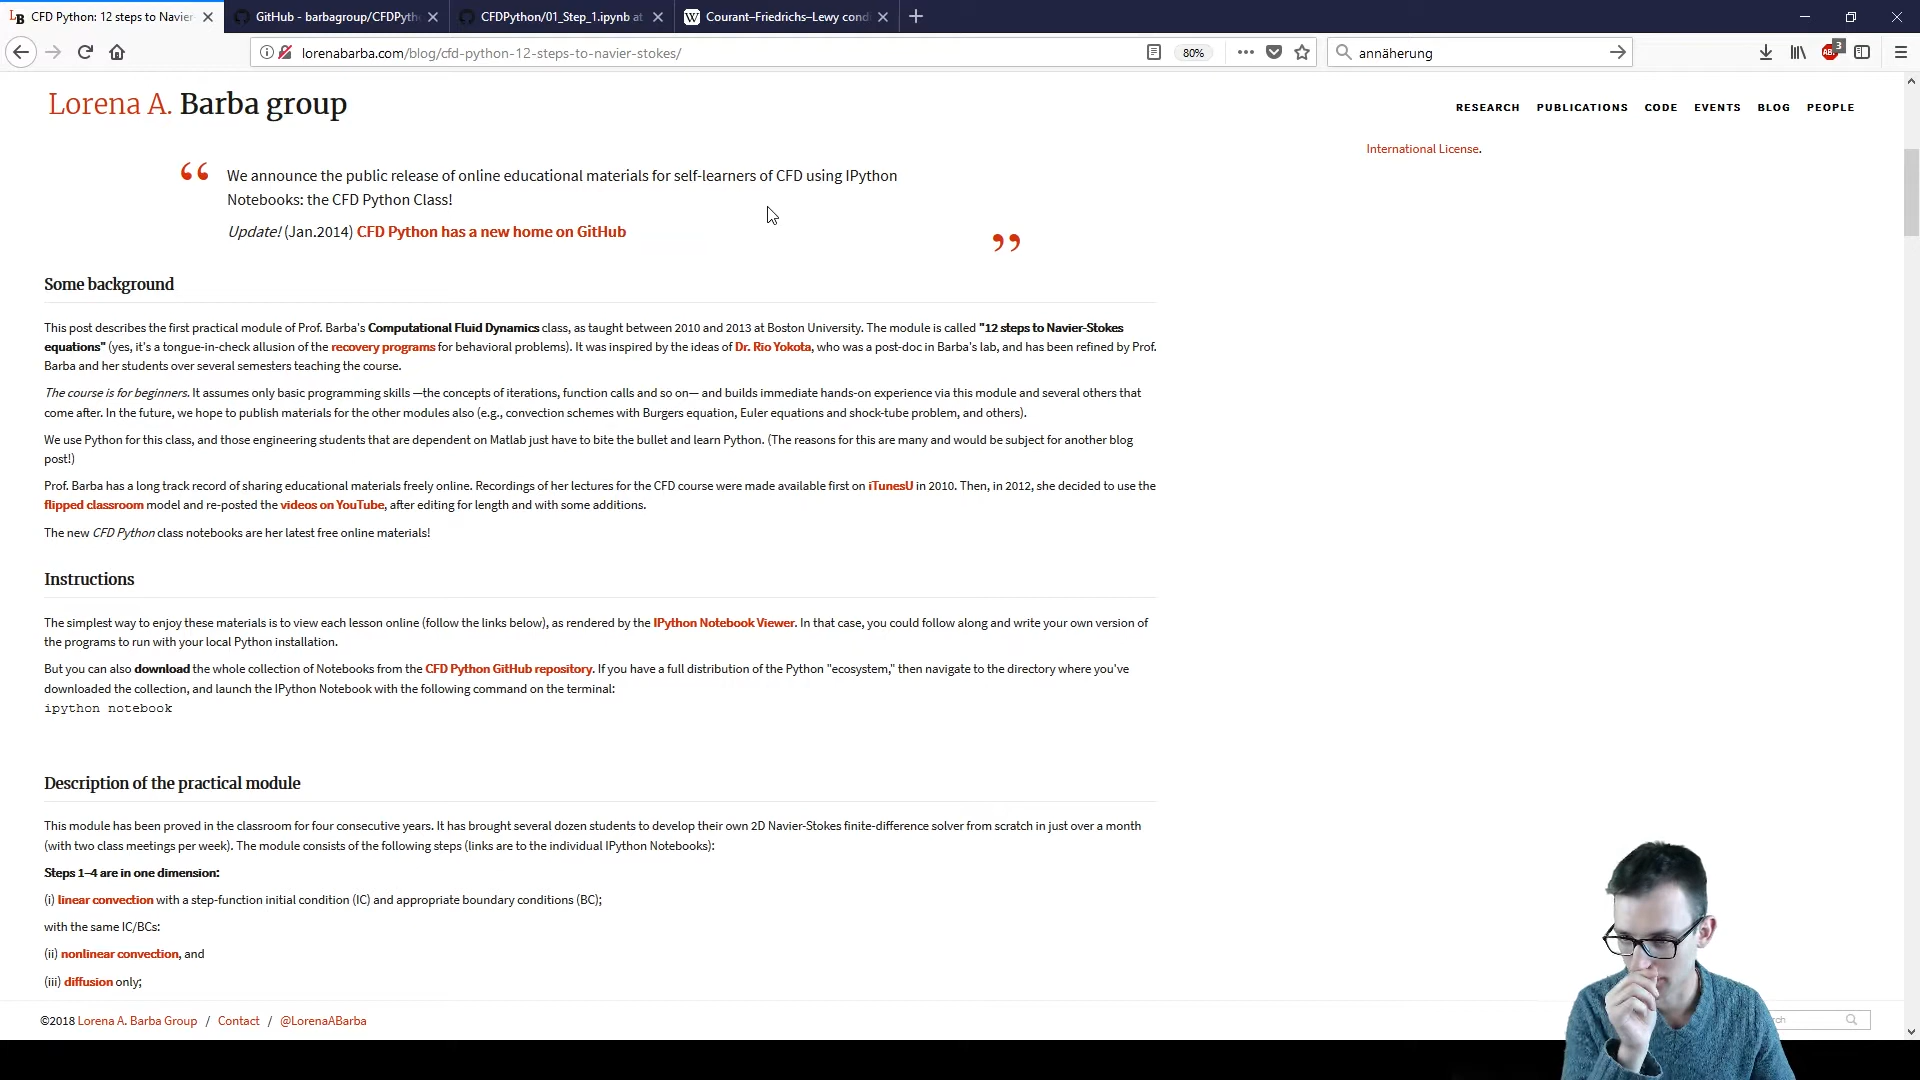 CFD Python: 12 steps to Navier-
GitHub - barbagroup/CFDPytho
CFDPython/01_Step_1.ipynb at
Courant–Friedrichs–Lewy condi
lorenabarba.com/blog/cfd-python-12-steps-to-navier-stokes/
80%
annäherung
3
Lorena A. Barba group
RESEARCH PUBLICATIONS CODE EVENTS BLOG PEOPLE
International License.
“ We announce the public release of online educational materials for self-learners of CFD using IPython
Notebooks: the CFD Python Class!
Update! (Jan.2014) CFD Python has a new home on GitHub ”
Some background
This post describes the first practical module of Prof. Barba's Computational Fluid Dynamics class, as taught between 2010 and 2013 at Boston University. The module is called "12 steps to Navier-Stokes
equations" (yes, it's a tongue-in-check allusion of the recovery programs for behavioral problems). It was inspired by the ideas of Dr. Rio Yokota, who was a post-doc in Barba's lab, and has been refined by Prof.
Barba and her students over several semesters teaching the course.
The course is for beginners. It assumes only basic programming skills —the concepts of iterations, function calls and so on— and builds immediate hands-on experience via this module and several others that
come after. In the future, we hope to publish materials for the other modules also (e.g., convection schemes with Burgers equation, Euler equations and shock-tube problem, and others).
We use Python for this class, and those engineering students that are dependent on Matlab just have to bite the bullet and learn Python. (The reasons for this are many and would be subject for another blog
post!)
Prof. Barba has a long track record of sharing educational materials freely online. Recordings of her lectures for the CFD course were made available first on iTunesU in 2010. Then, in 2012, she decided to use the
flipped classroom model and re-posted the videos on YouTube, after editing for length and with some additions.
The new CFD Python class notebooks are her latest free online materials!
Instructions
The simplest way to enjoy these materials is to view each lesson online (follow the links below), as rendered by the IPython Notebook Viewer. In that case, you could follow along and write your own version of
the programs to run with your local Python installation.
But you can also download the whole collection of Notebooks from the CFD Python GitHub repository. If you have a full distribution of the Python "ecosystem," then navigate to the directory where you've
downloaded the collection, and launch the IPython Notebook with the following command on the terminal:
ipython notebook
Description of the practical module
This module has been proved in the classroom for four consecutive years. It has brought several dozen students to develop their own 2D Navier-Stokes finite-difference solver from scratch in just over a month
(with two class meetings per week). The module consists of the following steps (links are to the individual IPython Notebooks):
Steps 1–4 are in one dimension:
(i) linear convection with a step-function initial condition (IC) and appropriate boundary conditions (BC);
with the same IC/BCs:
(ii) nonlinear convection, and
(iii) diffusion only;
©2018 Lorena A. Barba Group / Contact / @LorenaABarba